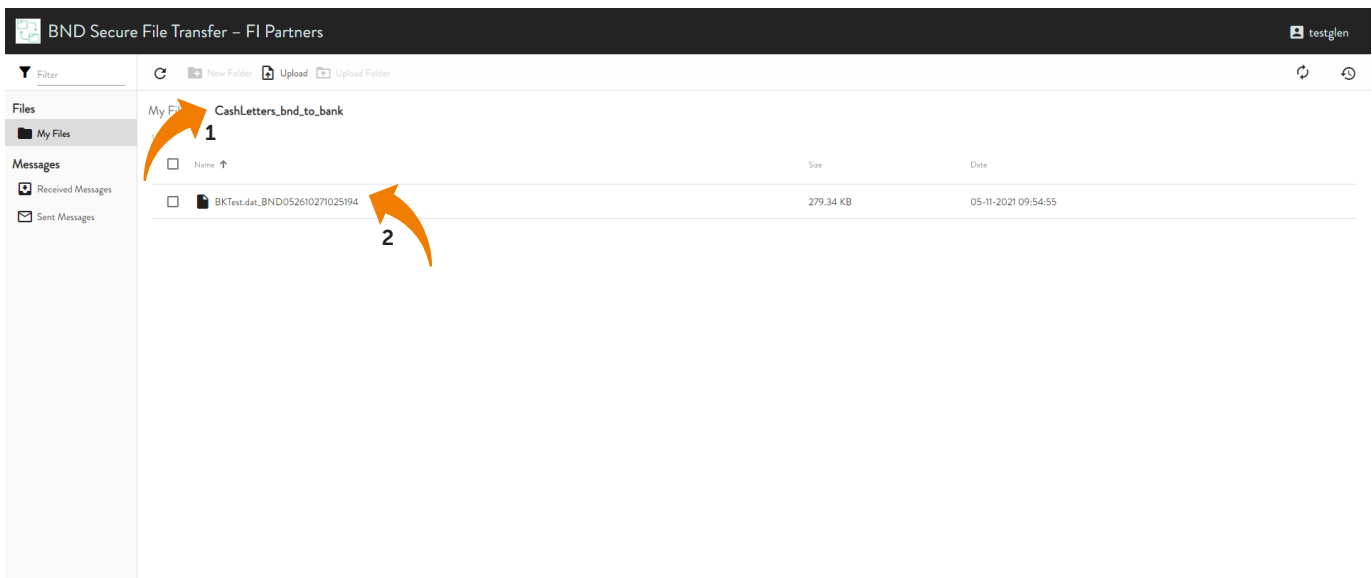 BND Secure File Transfer – FI Partners
testglen
Filter
New Folder
Upload
Upload Folder
Files
My Files
Messages
Received Messages
Sent Messages
My Fi
CashLetters_bnd_to_bank
1
Name
Size
Date
BKTest.dat_BND052610271025194
279.34 KB
05-11-2021 09:54:55
2